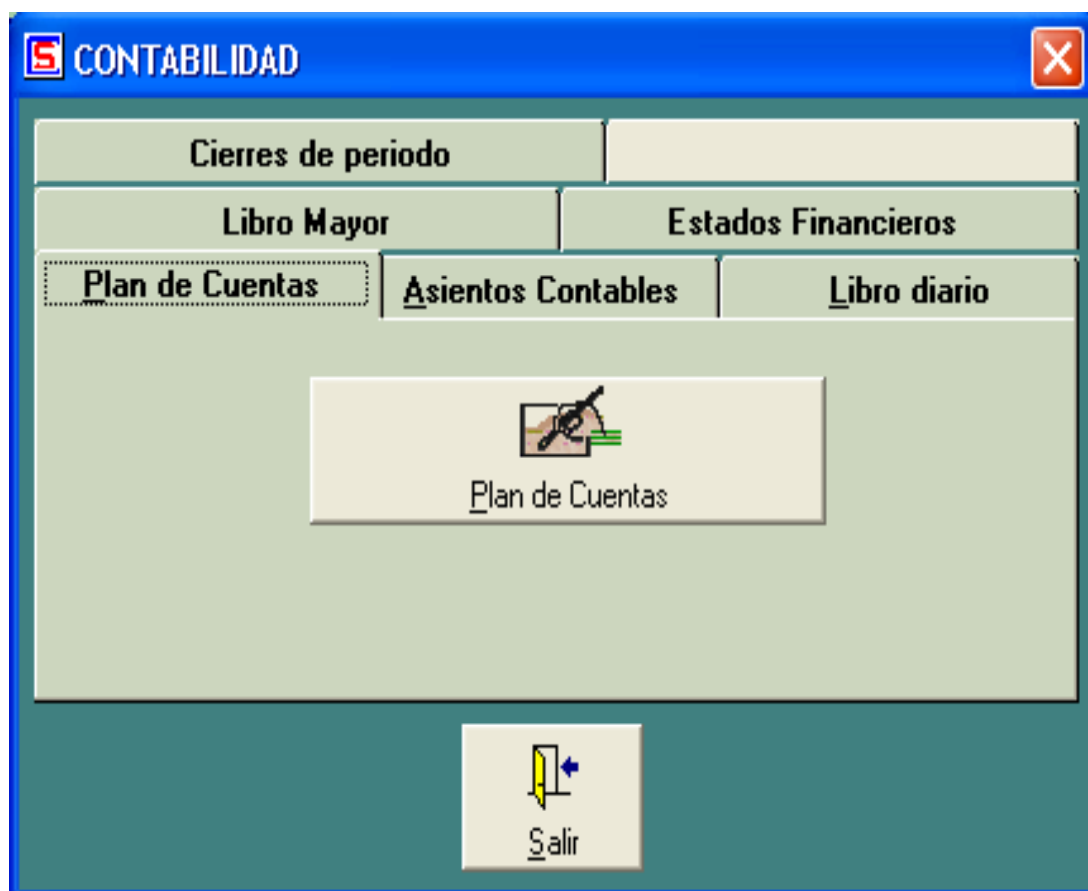 CONTABILIDAD
Cierres de periodo
Libro Mayor
Estados Financieros
Plan de Cuentas
Asientos Contables
Libro diario
Plan de Cuentas
Salir